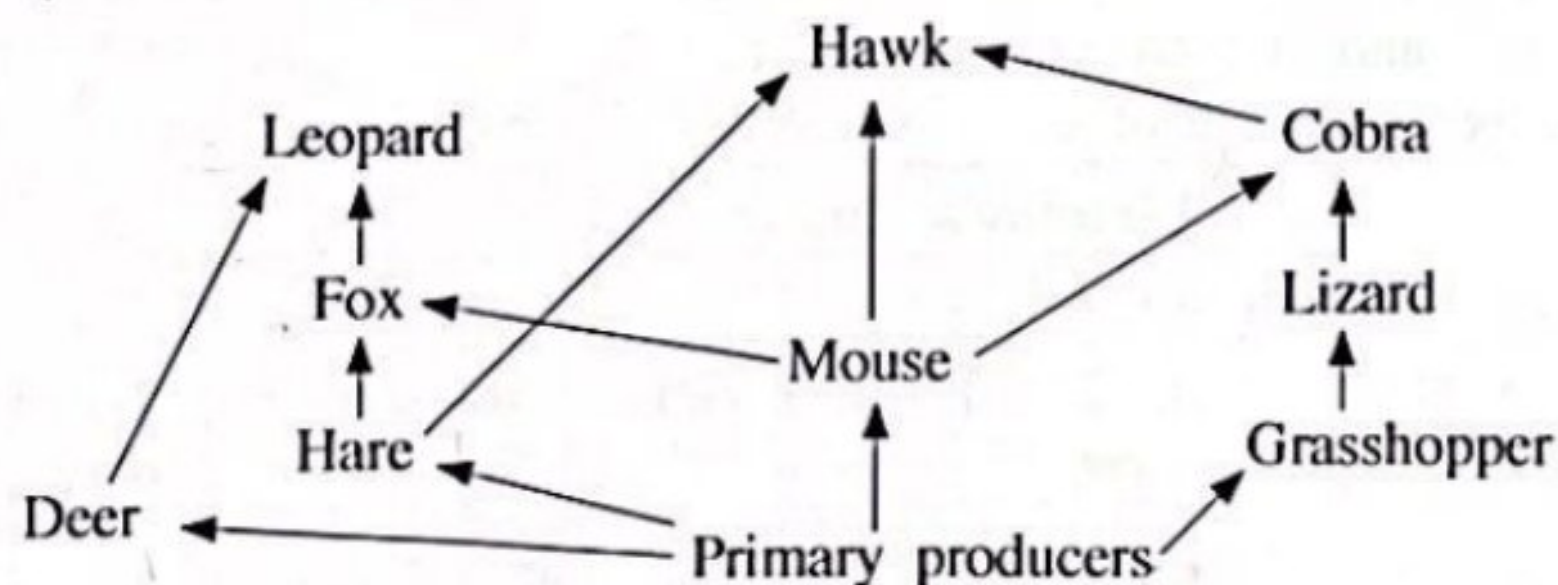 Hawk
Leopard
Cobra
Fox
Lizard
Mouse
Hare
Grasshopper
Deer
Primary producers